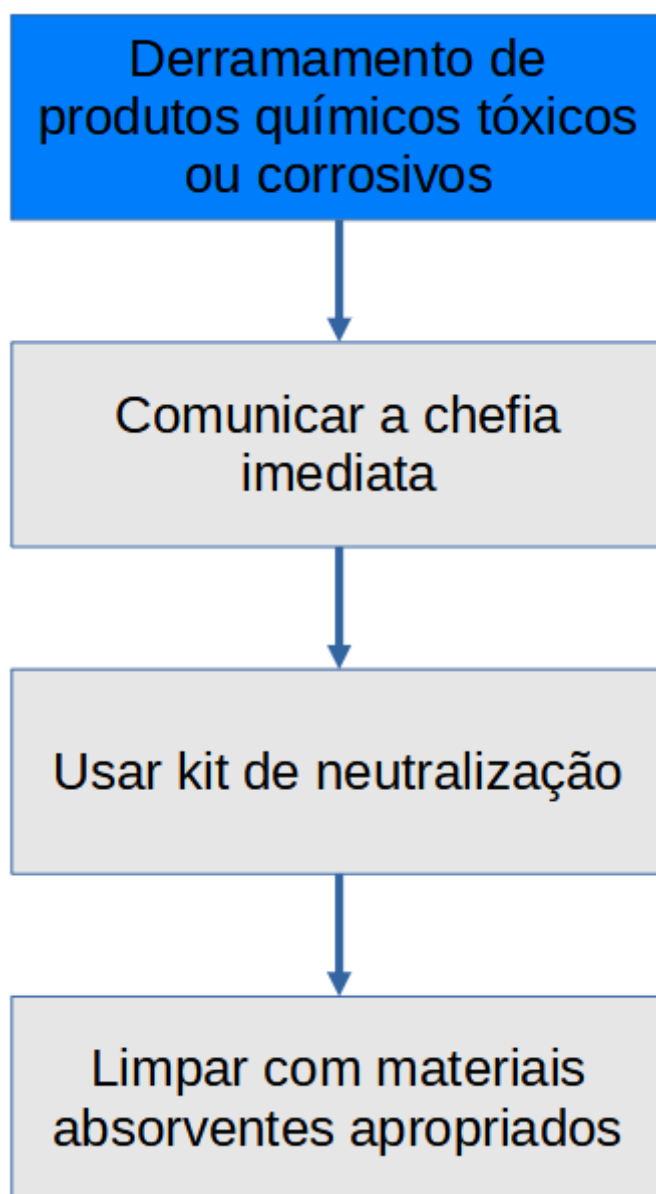 Derramamento de
produtos químicos tóxicos
ou corrosivos
Comunicar a chefia
imediata
Usar kit de neutralização
Limpar com materiais
absorventes apropriados